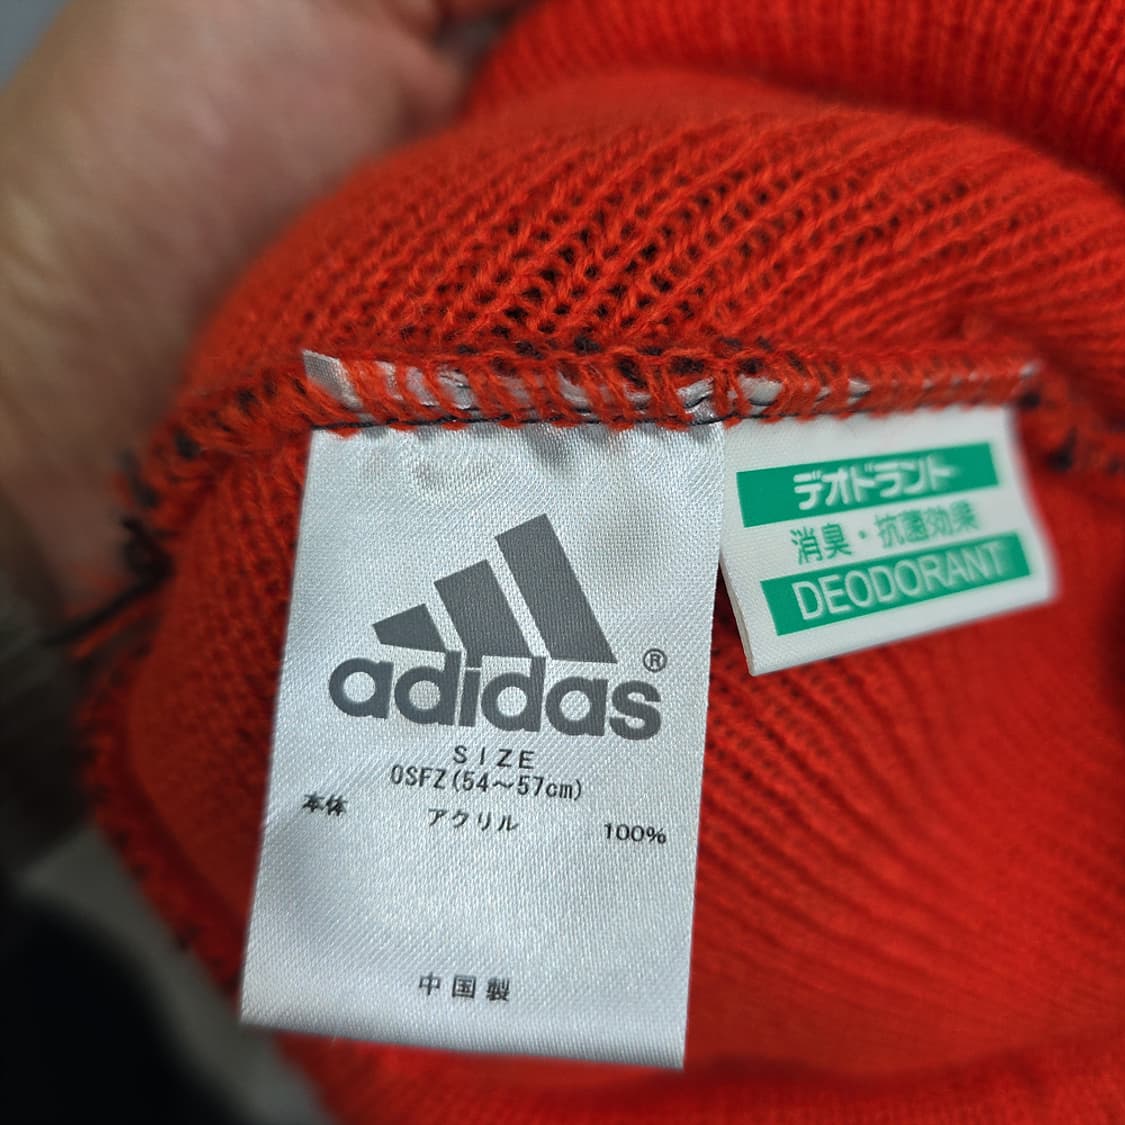 adidas®
SIZE
OSFZ(54～57cm)
本体 アクリル 100%
中国製
デオドラント
消臭・抗菌効果
DEODORANT